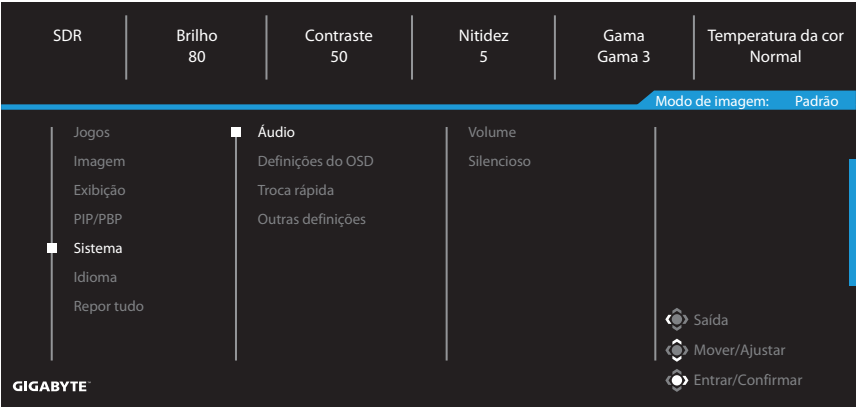 SDR Brilho Contraste Nitidez Gama Temperatura da cor
80 50 5 Gama 3 Normal
Modo de imagem: Padrão
Jogos Áudio Volume
Imagem Definições do OSD Silencioso
Exibição Troca rápida
PIP/PBP Outras definições
Sistema
Idioma
Repor tudo
Saída
Mover/Ajustar
GIGABYTE™ Entrar/Confirmar